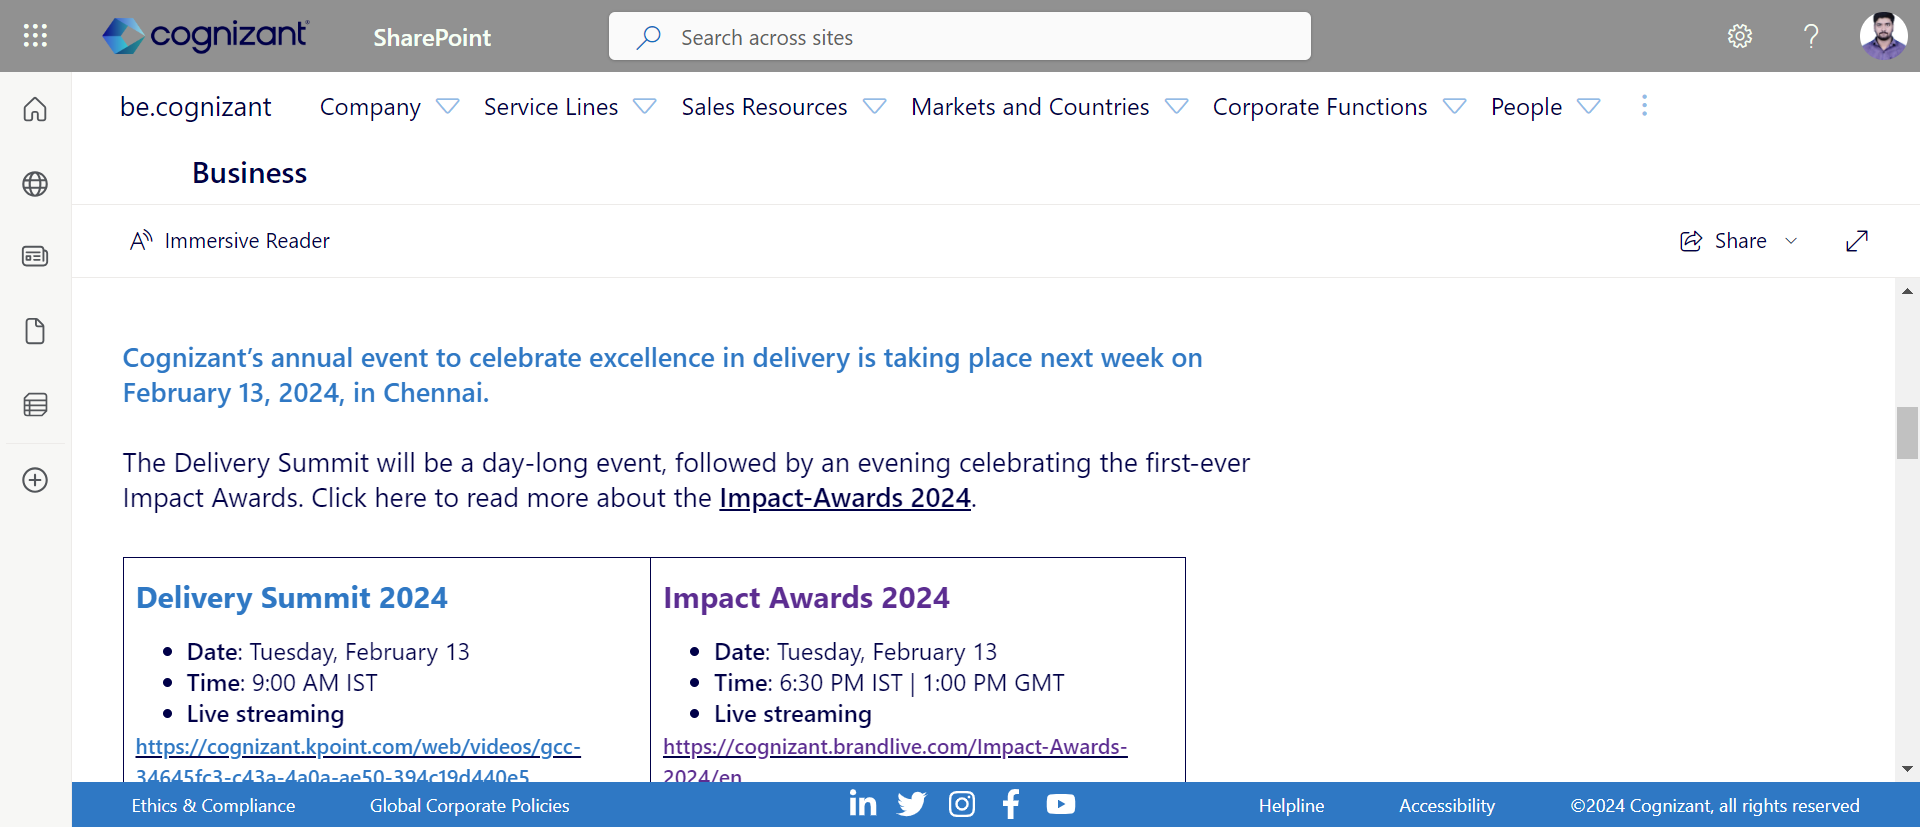 cognizant
SharePoint
Search across sites
?
be.cognizant Company Service Lines Sales Resources Markets and Countries Corporate Functions People
Business
Immersive Reader
Share
Cognizant’s annual event to celebrate excellence in delivery is taking place next week on
February 13, 2024, in Chennai.
The Delivery Summit will be a day-long event, followed by an evening celebrating the first-ever
Impact Awards. Click here to read more about the Impact-Awards 2024.
Delivery Summit 2024
• Date: Tuesday, February 13
• Time: 9:00 AM IST
• Live streaming
https://cognizant.kpoint.com/web/videos/gcc-
34645fc3-c43a-4a0a-ae50-394c19d440e5
Impact Awards 2024
• Date: Tuesday, February 13
• Time: 6:30 PM IST | 1:00 PM GMT
• Live streaming
https://cognizant.brandlive.com/Impact-Awards-
2024/en
Ethics & Compliance Global Corporate Policies Helpline Accessibility ©2024 Cognizant, all rights reserved